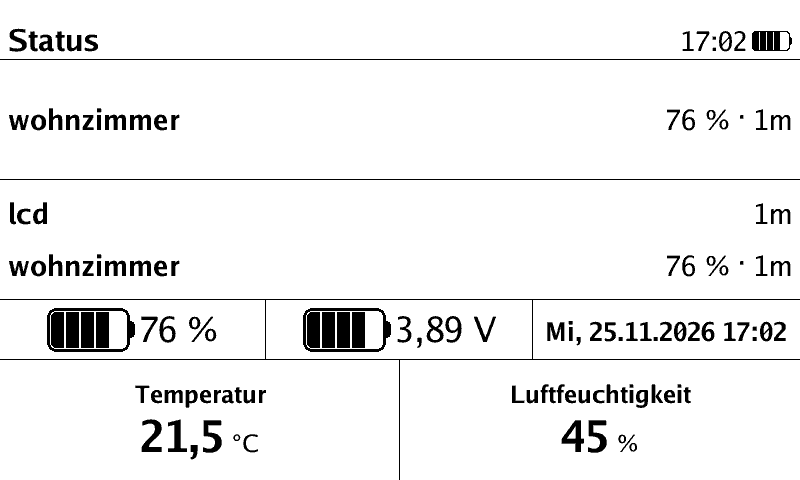 Status 17:02
wohnzimmer 76 % · 1m
lcd 1m
wohnzimmer 76 % · 1m
76 % 3,89 V Mi, 25.11.2026 17:02
Temperatur Luftfeuchtigkeit
21,5 °C 45 %